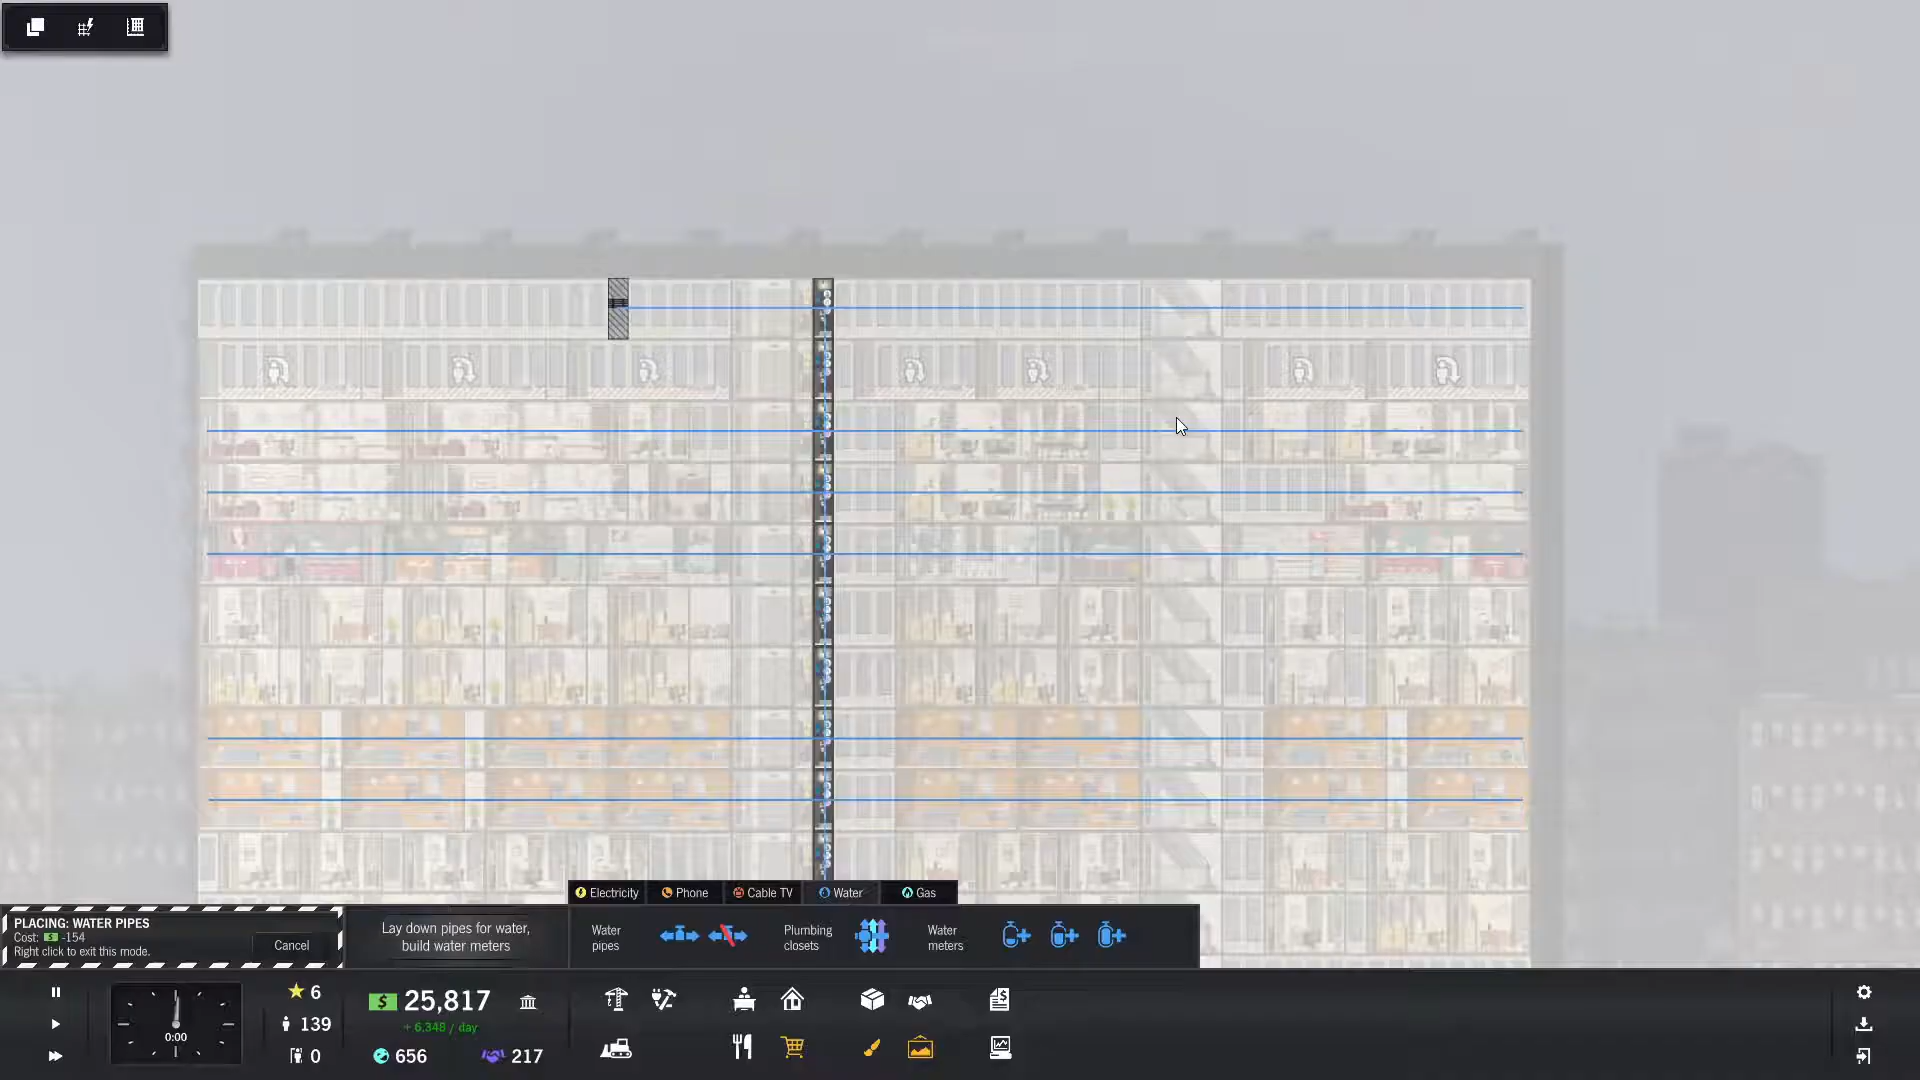 Electricity
Phone
Cable TV
Water
Gas
PLACING: WATER PIPES
Cost: -154
Right click to exit this mode.
Cancel
Lay down pipes for water,
build water meters
Water
pipes
Plumbing
closets
Water
meters
6
139
0
0:00
$ 25,817
+ 6,348 / day
656
217